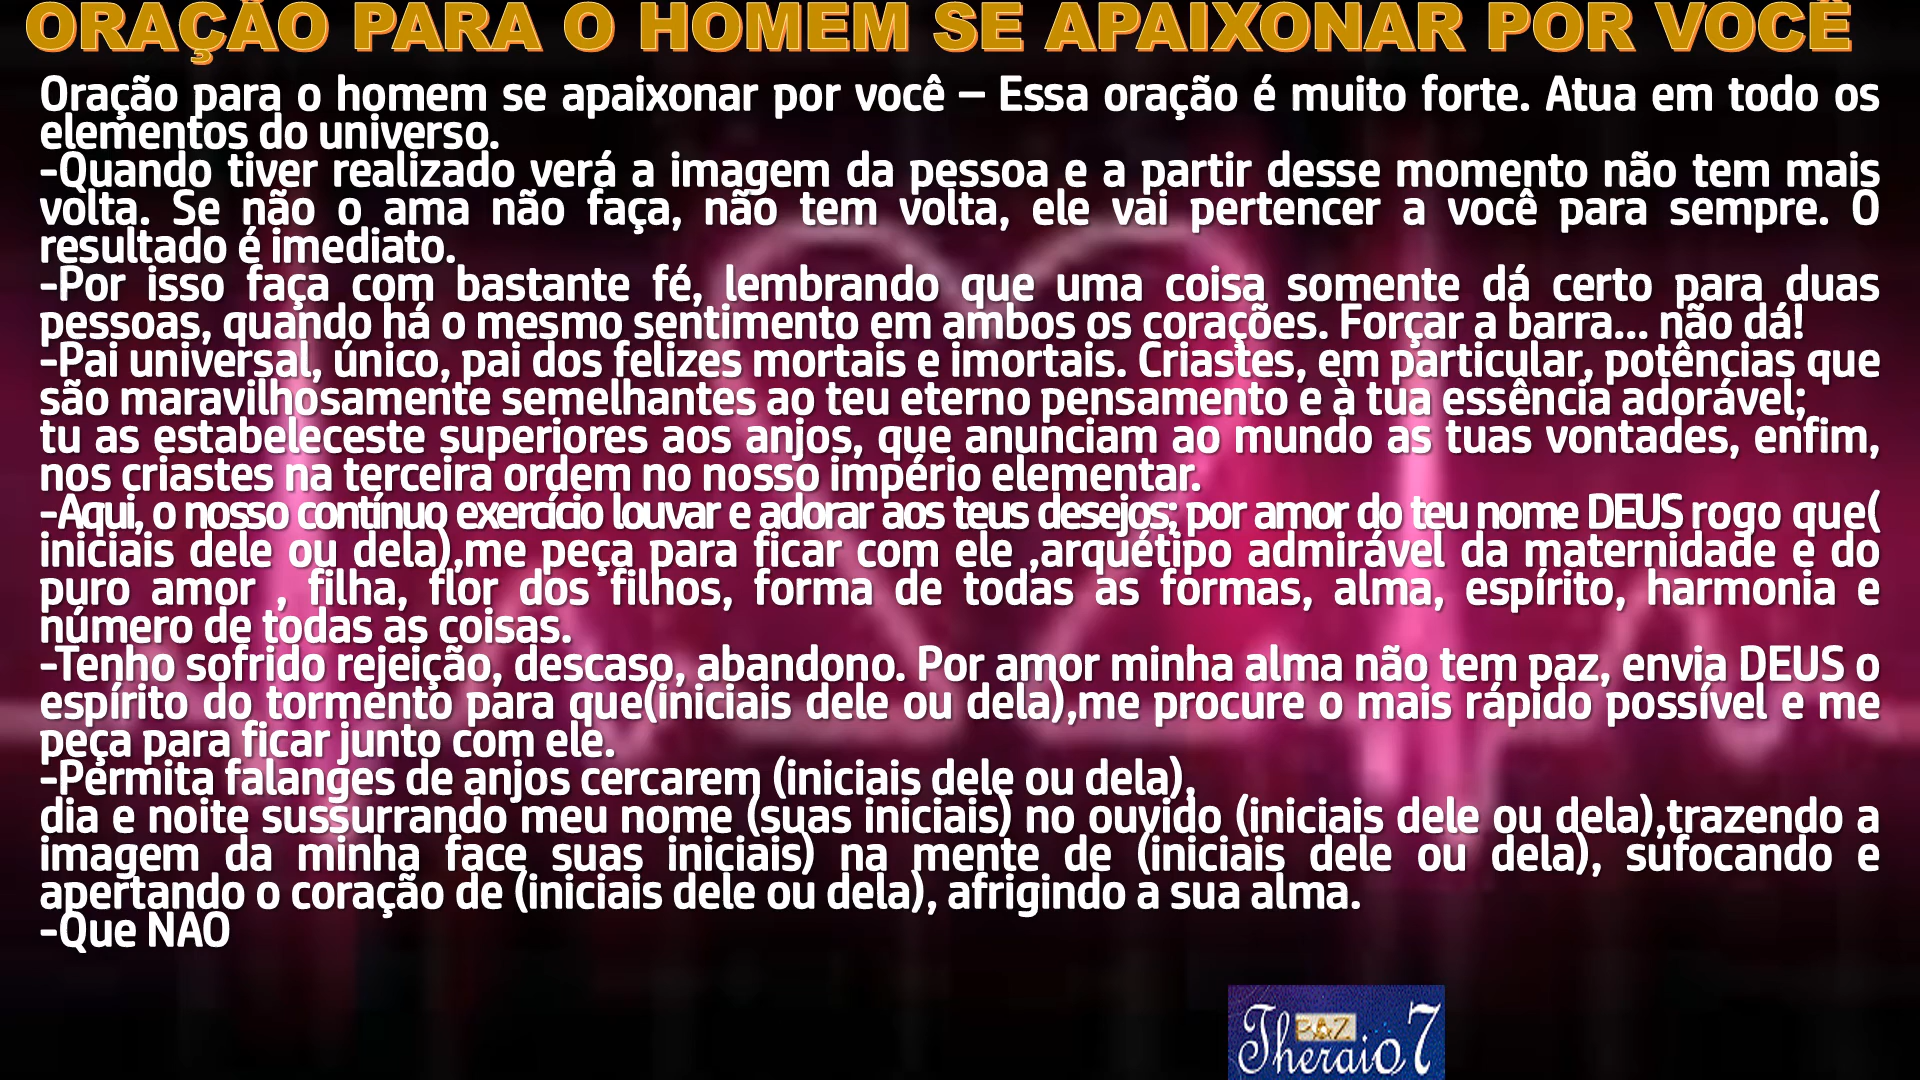 ORAÇÃO PARA O HOMEM SE APAIXONAR POR VOCÊ
Oração para o homem se apaixonar por você – Essa oração é muito forte. Atua em todo os
elementos do universo.
-Quando tiver realizado verá a imagem da pessoa e a partir desse momento não tem mais
volta. Se não o ama não faça, não tem volta, ele vai pertencer a você para sempre. O
resultado é imediato.
-Por isso faça com bastante fé, lembrando que uma coisa somente dá certo para duas
pessoas, quando há o mesmo sentimento em ambos os corações. Forçar a barra... não dá!
-Pai universal, único, pai dos felizes mortais e imortais. Criastes, em particular, potências que
são maravilhosamente semelhantes ao teu eterno pensamento e à tua essência adorável;
tu as estabeleceste superiores aos anjos, que anunciam ao mundo as tuas vontades, enfim,
nos criastes na terceira ordem no nosso império elementar.
-Aqui, o nosso contínuo exercício louvar e adorar aos teus desejos; por amor do teu nome DEUS rogo que(
iniciais dele ou dela),me peça para ficar com ele ,arquétipo admirável da maternidade e do
puro amor , filha, flor dos filhos, forma de todas as formas, alma, espírito, harmonia e
número de todas as coisas.
-Tenho sofrido rejeição, descaso, abandono. Por amor minha alma não tem paz, envia DEUS o
espírito do tormento para que(iniciais dele ou dela),me procure o mais rápido possível e me
peça para ficar junto com ele.
-Permita falanges de anjos cercarem (iniciais dele ou dela),
dia e noite sussurrando meu nome (suas iniciais) no ouvido (iniciais dele ou dela),trazendo a
imagem da minha face suas iniciais) na mente de (iniciais dele ou dela), sufocando e
apertando o coração de (iniciais dele ou dela), afrigindo a sua alma.
-Que NAO
PAZ
Theraio7